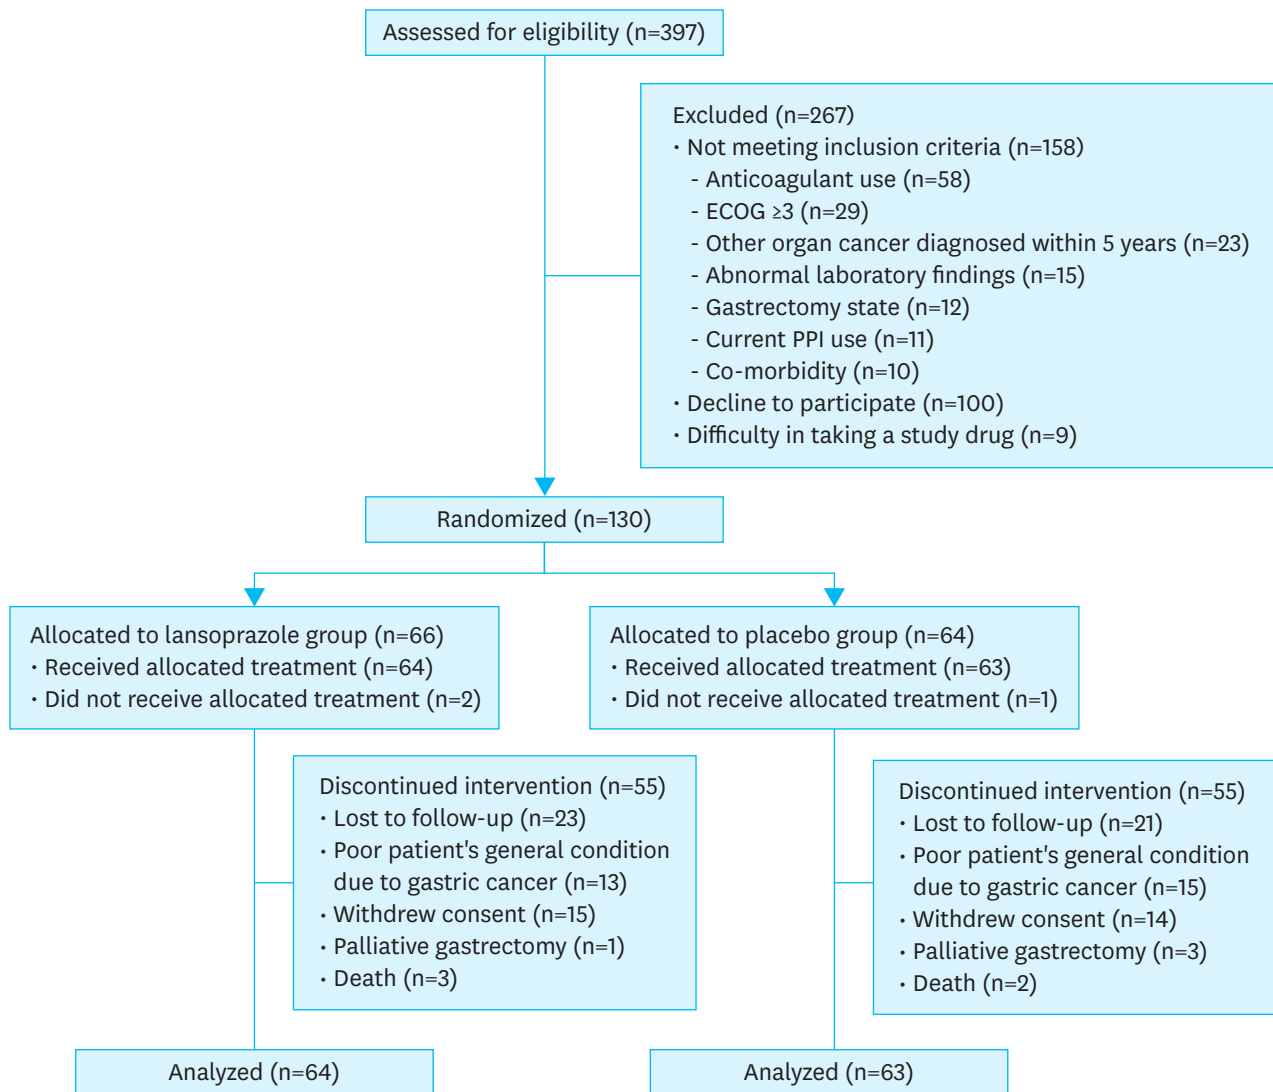 Assessed for eligibility (n=397)
Excluded (n=267)
· Not meeting inclusion criteria (n=158)
- Anticoagulant use (n=58)
- ECOG ≥3 (n=29)
- Other organ cancer diagnosed within 5 years (n=23)
- Abnormal laboratory findings (n=15)
- Gastrectomy state (n=12)
- Current PPI use (n=11)
- Co-morbidity (n=10)
· Decline to participate (n=100)
· Difficulty in taking a study drug (n=9)
Randomized (n=130)
Allocated to lansoprazole group (n=66)
· Received allocated treatment (n=64)
· Did not receive allocated treatment (n=2)
Allocated to placebo group (n=64)
· Received allocated treatment (n=63)
· Did not receive allocated treatment (n=1)
Discontinued intervention (n=55)
· Lost to follow-up (n=23)
· Poor patient's general condition
due to gastric cancer (n=13)
· Withdrew consent (n=15)
· Palliative gastrectomy (n=1)
· Death (n=3)
Discontinued intervention (n=55)
· Lost to follow-up (n=21)
· Poor patient's general condition
due to gastric cancer (n=15)
· Withdrew consent (n=14)
· Palliative gastrectomy (n=3)
· Death (n=2)
Analyzed (n=64)
Analyzed (n=63)